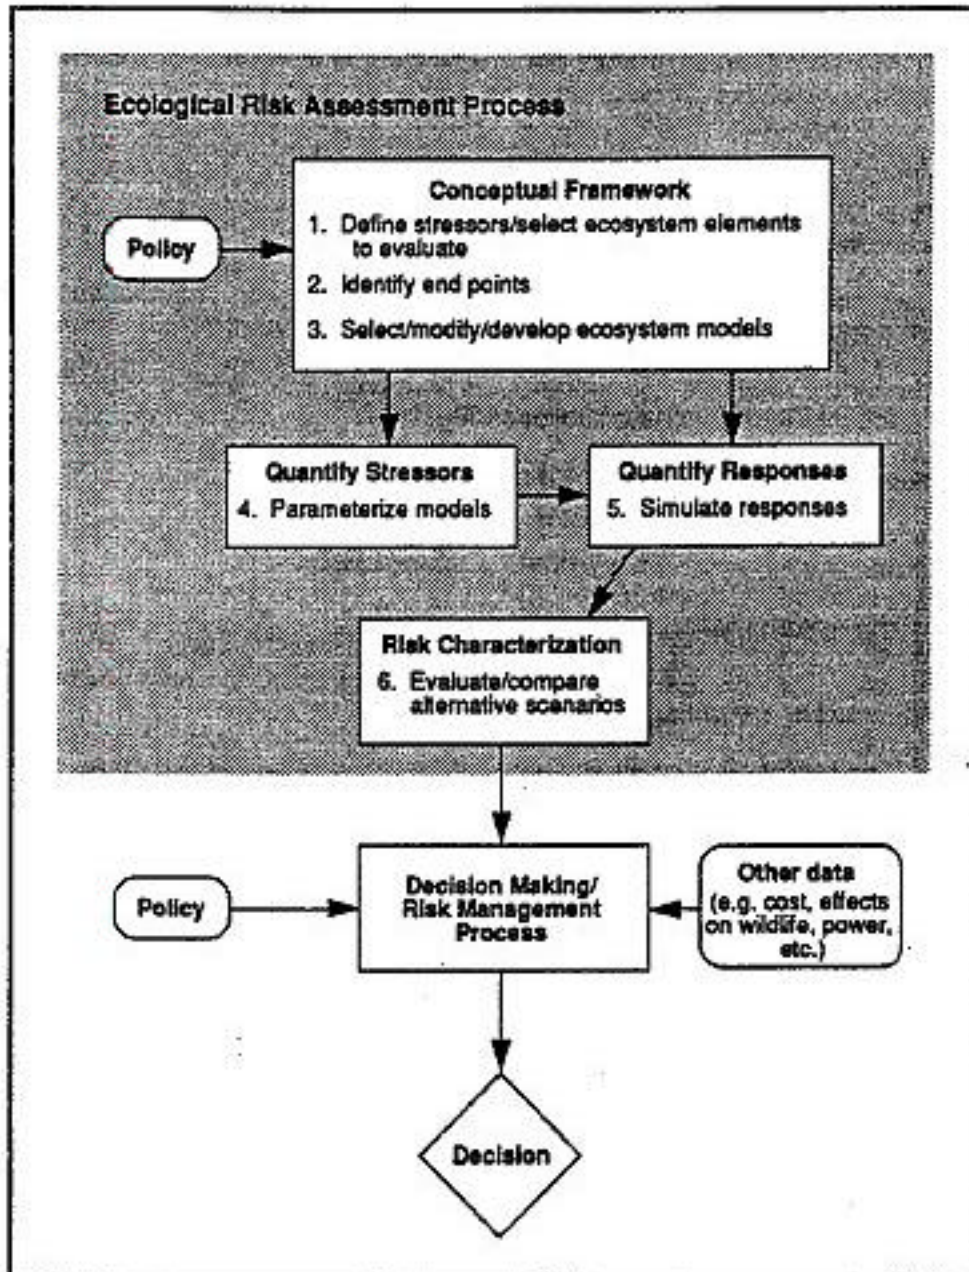 Ecological Risk Assessment Process
Conceptual Framework
1. Define stressors/select ecosystem elements
to evaluate
2. Identify end points
3. Select/modify/develop ecosystem models
Policy
Quantify Stressors
4. Parameterize models
Quantify Responses
5. Simulate responses
Risk Characterization
6. Evaluate/compare
alternative scenarios
Policy
Decision Making/
Risk Management
Process
Other data
(e.g. cost, effects
on wildlife, power,
etc.)
Decision